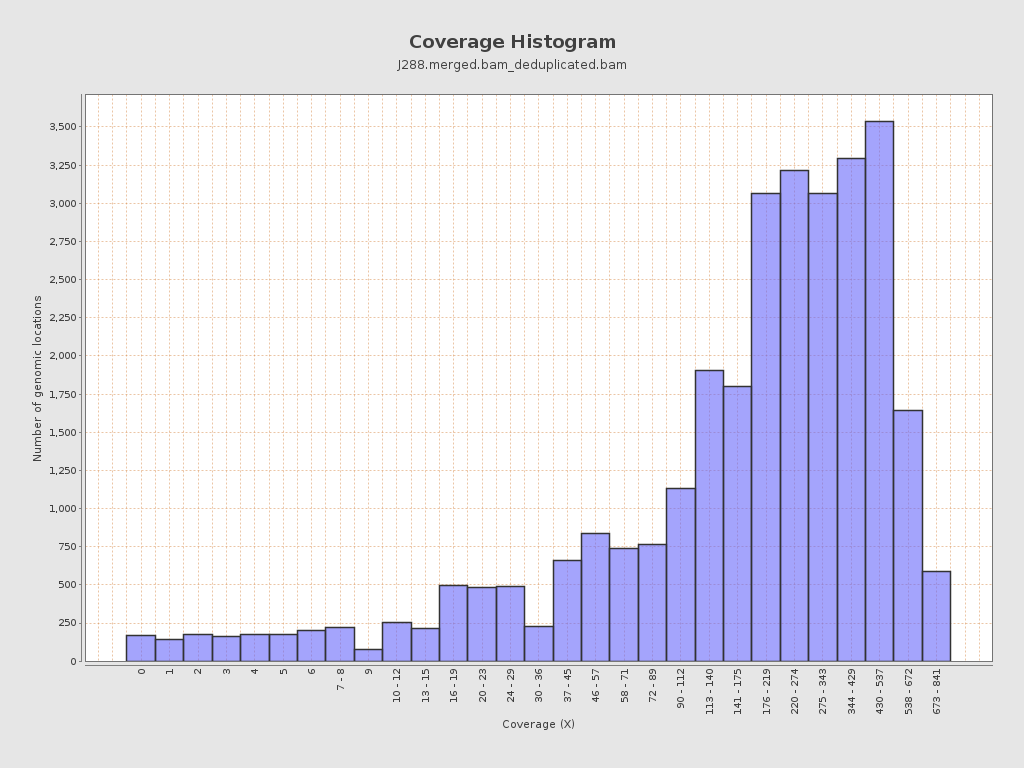 Coverage Histogram
J288.merged.bam_deduplicated.bam
Number of genomic locations
3,500
3,250
3,000
2,750
2,500
2,250
2,000
1,750
1,500
1,250
1,000
750
500
250
0
0
1
2
3
4
5
6
7 - 8
9
10 - 12
13 - 15
16 - 19
20 - 23
24 - 29
30 - 36
37 - 45
46 - 57
58 - 71
72 - 89
90 - 112
113 - 140
141 - 175
176 - 219
220 - 274
275 - 343
344 - 429
430 - 537
538 - 672
673 - 841
Coverage (X)